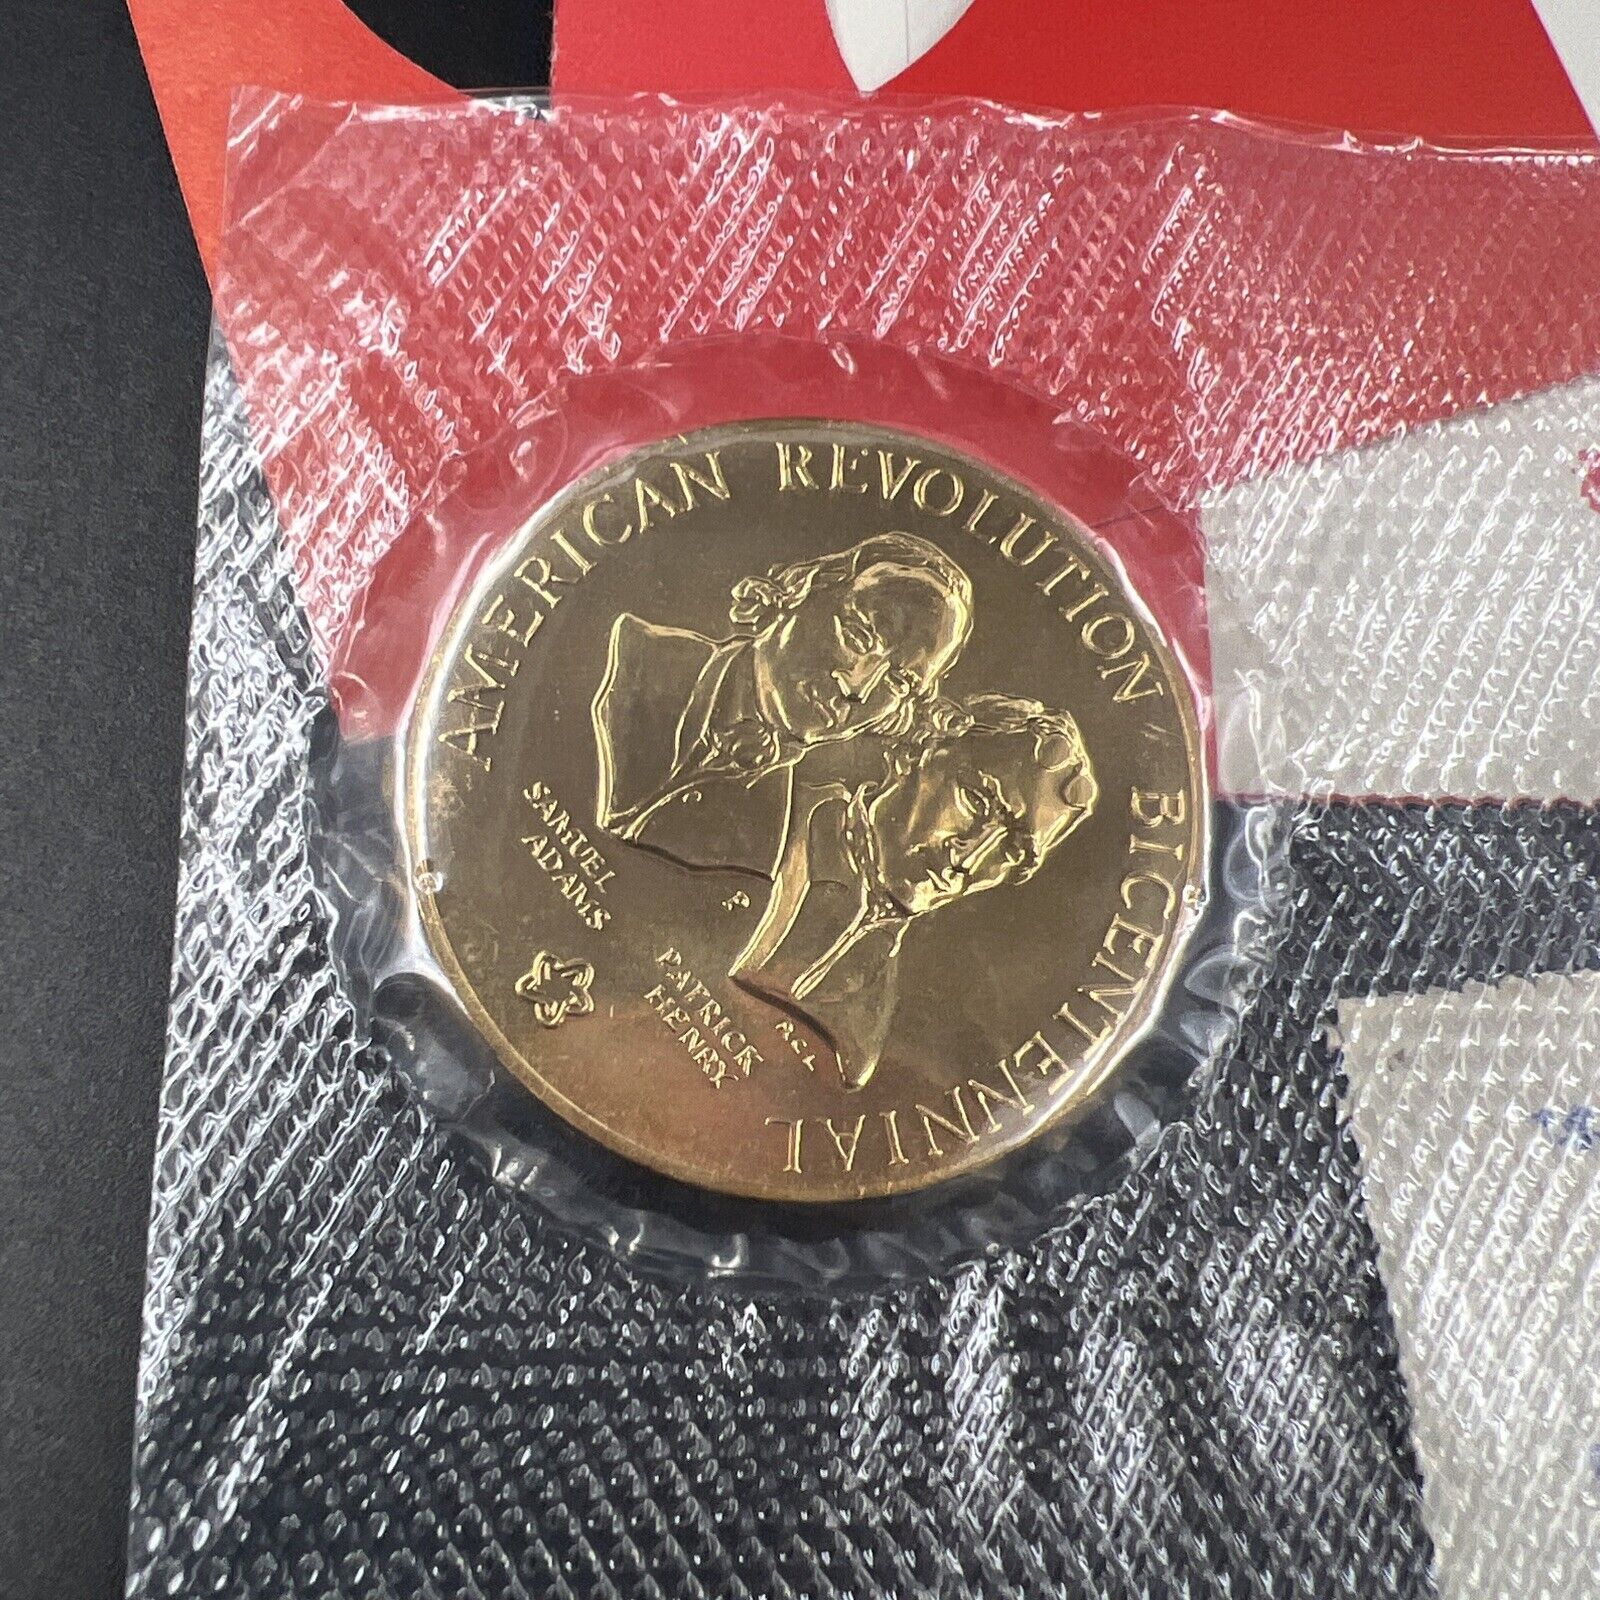 AMERICAN REVOLUTION BICENTENNIAL
SAMUEL
ADAMS
PATRICK
HENRY